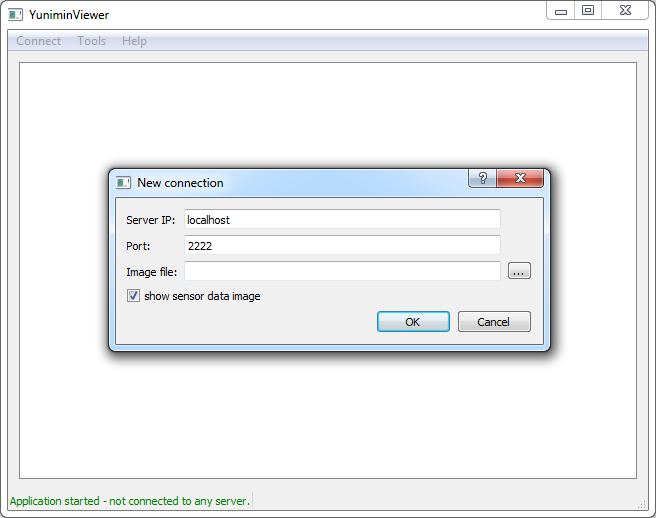 YuniminViewer
Connect Tools Help
New connection
Server IP: localhost
Port: 2222
Image file: ...
show sensor data image
OK Cancel
Application started - not connected to any server.